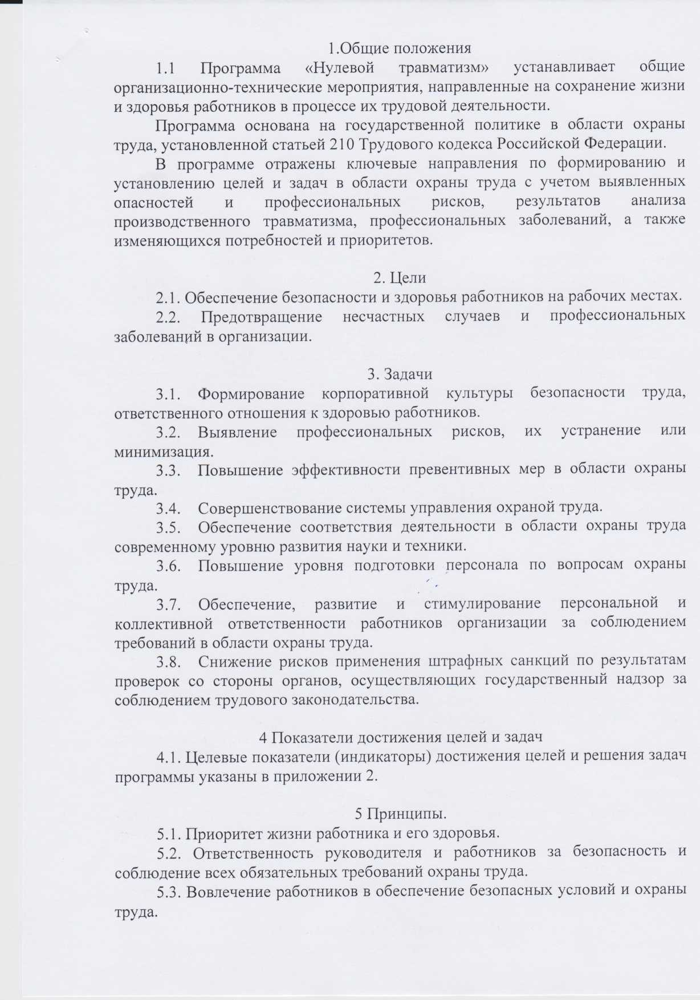 1.Общие положения
1.1 Программа «Нулевой травматизм» устанавливает общие
организационно-технические мероприятия, направленные на сохранение жизни
и здоровья работников в процессе их трудовой деятельности.
Программа основана на государственной политике в области охраны
труда, установленной статьей 210 Трудового кодекса Российской Федерации.
В программе отражены ключевые направления по формированию и
установлению целей и задач в области охраны труда с учетом выявленных
опасностей и профессиональных рисков, результатов анализа
производственного травматизма, профессиональных заболеваний, а также
изменяющихся потребностей и приоритетов.
2. Цели
2.1. Обеспечение безопасности и здоровья работников на рабочих местах.
2.2. Предотвращение несчастных случаев и профессиональных
заболеваний в организации.
3. Задачи
3.1. Формирование корпоративной культуры безопасности труда,
ответственного отношения к здоровью работников.
3.2. Выявление профессиональных рисков, их устранение или
минимизация.
3.3. Повышение эффективности превентивных мер в области охраны
труда.
3.4. Совершенствование системы управления охраной труда.
3.5. Обеспечение соответствия деятельности в области охраны труда
современному уровню развития науки и техники.
3.6. Повышение уровня подготовки персонала по вопросам охраны
труда.
3.7. Обеспечение, развитие и стимулирование персональной и
коллективной ответственности работников организации за соблюдением
требований в области охраны труда.
3.8. Снижение рисков применения штрафных санкций по результатам
проверок со стороны органов, осуществляющих государственный надзор за
соблюдением трудового законодательства.
4 Показатели достижения целей и задач
4.1. Целевые показатели (индикаторы) достижения целей и решения задач
программы указаны в приложении 2.
5 Принципы.
5.1. Приоритет жизни работника и его здоровья.
5.2. Ответственность руководителя и работников за безопасность и
соблюдение всех обязательных требований охраны труда.
5.3. Вовлечение работников в обеспечение безопасных условий и охраны
труда.